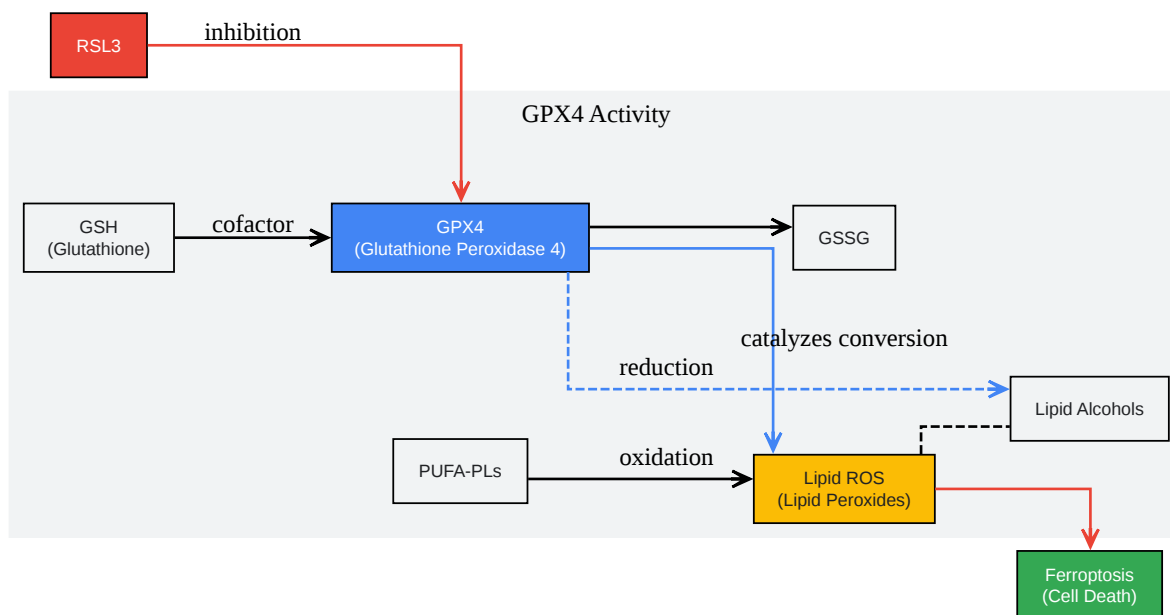 RSL3
inhibition
GPX4 Activity
GSH
(Glutathione)
cofactor
GPX4
(Glutathione Peroxidase 4)
GSSG
catalyzes conversion
reduction
Lipid Alcohols
PUFA-PLs
oxidation
Lipid ROS
(Lipid Peroxides)
Ferroptosis
(Cell Death)